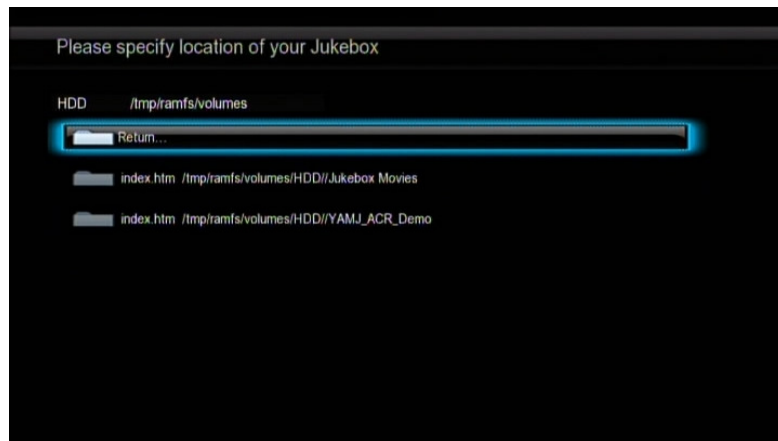 Please specify location of your Jukebox
HDD /tmp/ramfs/volumes
Return...
index.htm /tmp/ramfs/volumes/HDD//Jukebox Movies
index.htm /tmp/ramfs/volumes/HDD//YAMJ_ACR_Demo